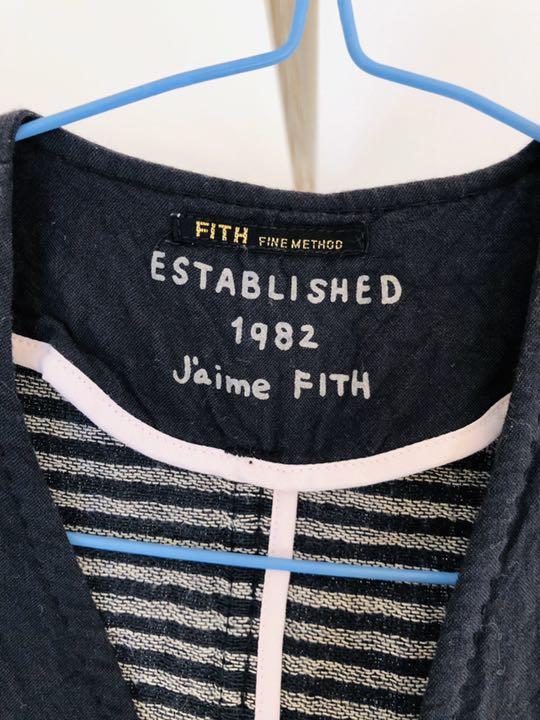 FITH FINE METHOD
ESTABLISHED
1982
J'aime FITH